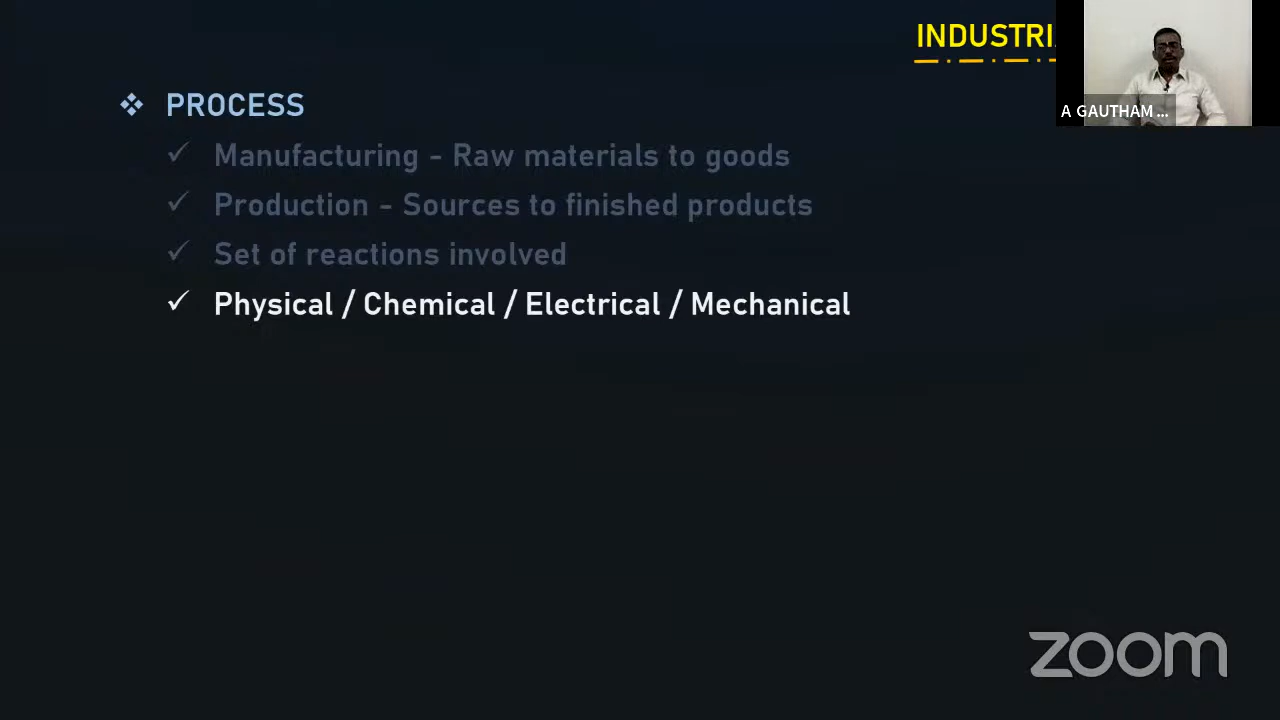 INDUSTRI
A GAUTHAM ...
❖ PROCESS
✓ Manufacturing - Raw materials to goods
✓ Production - Sources to finished products
✓ Set of reactions involved
✓ Physical / Chemical / Electrical / Mechanical
zoom